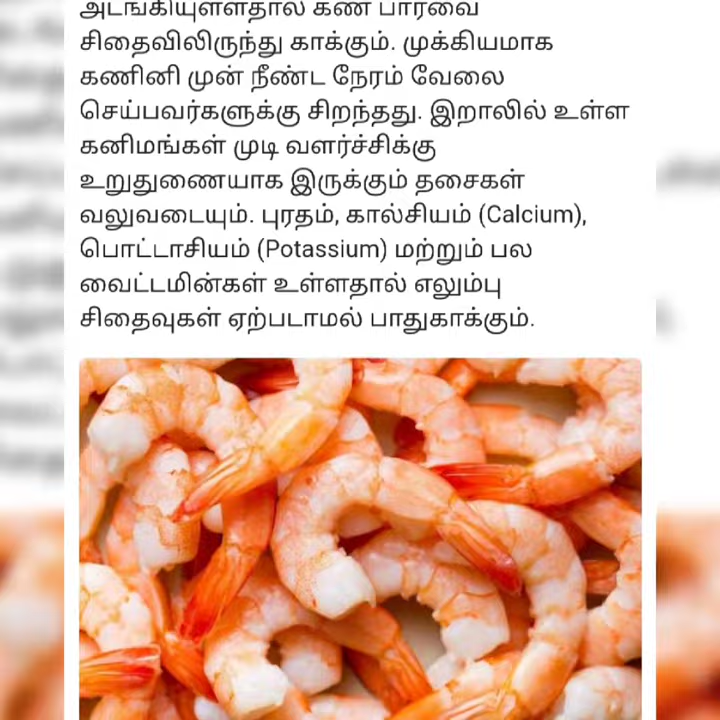 அடங்கியுள்ளதால் கண் பார்வை
சிதைவிலிருந்து காக்கும். முக்கியமாக
கணினி முன் நீண்ட நேரம் வேலை
செய்பவர்களுக்கு சிறந்தது. இறாலில் உள்ள
கனிமங்கள் முடி வளர்ச்சிக்கு
உறுதுணையாக இருக்கும் தசைகள்
வலுவடையும். புரதம், கால்சியம் (Calcium),
பொட்டாசியம் (Potassium) மற்றும் பல
வைட்டமின்கள் உள்ளதால் எலும்பு
சிதைவுகள் ஏற்படாமல் பாதுகாக்கும்.